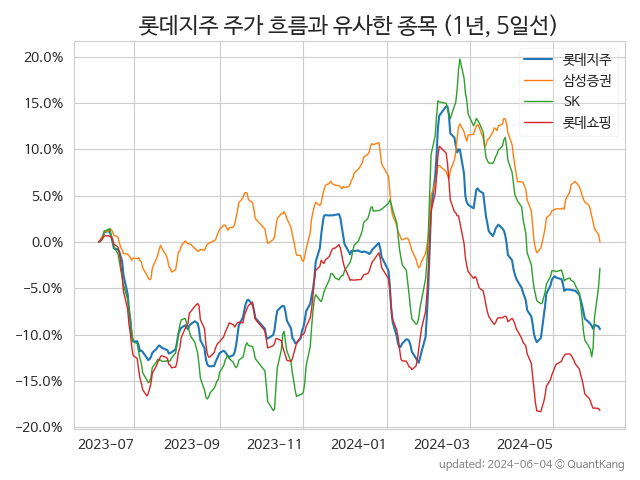 롯데지주 주가 흐름과 유사한 종목 (1년, 5일선)
롯데지주
삼성증권
SK
롯데쇼핑
20.0%
15.0%
10.0%
5.0%
0.0%
−5.0%
−10.0%
−15.0%
−20.0%
2023-07
2023-09
2023-11
2024-01
2024-03
2024-05
updated: 2024-06-04 © QuantKang